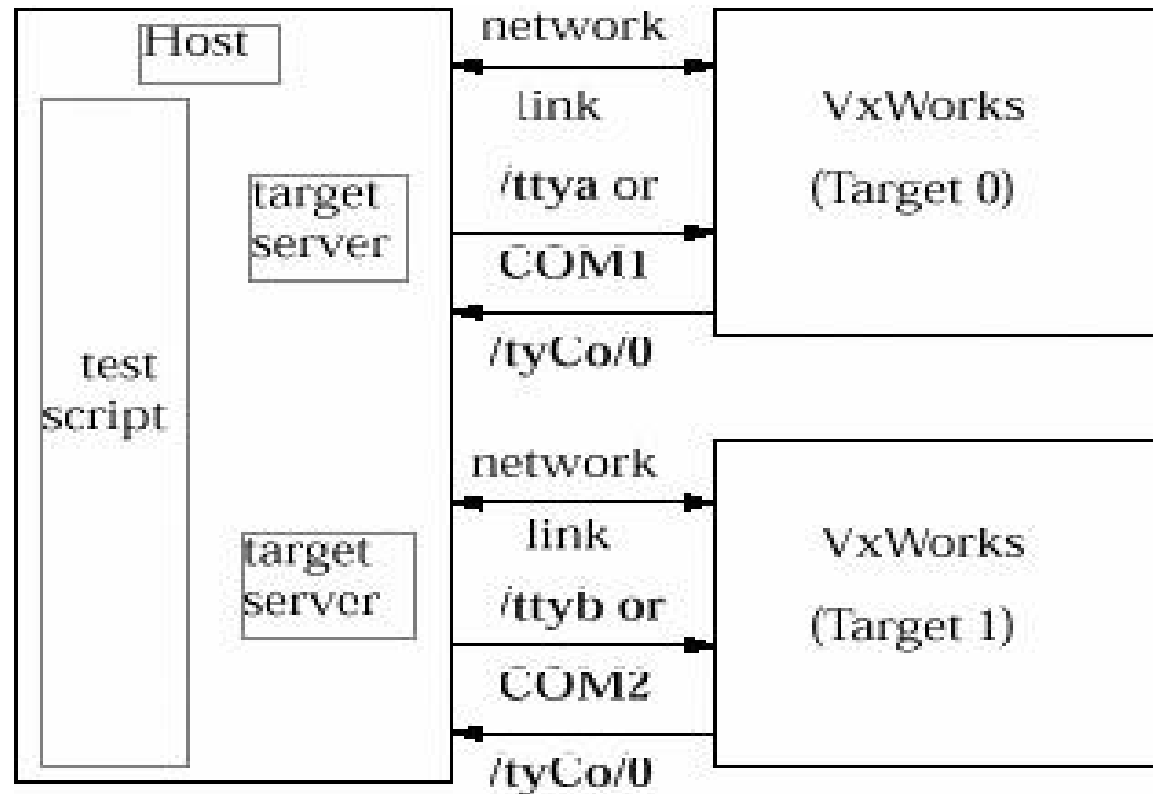 Host
test
script
target
server
target
server
network
link
/ttya or
COM1
/tyCo/0
network
link
/ttyb or
COM2
/tyCo/0
VxWorks
(Target 0)
VxWorks
(Target 1)